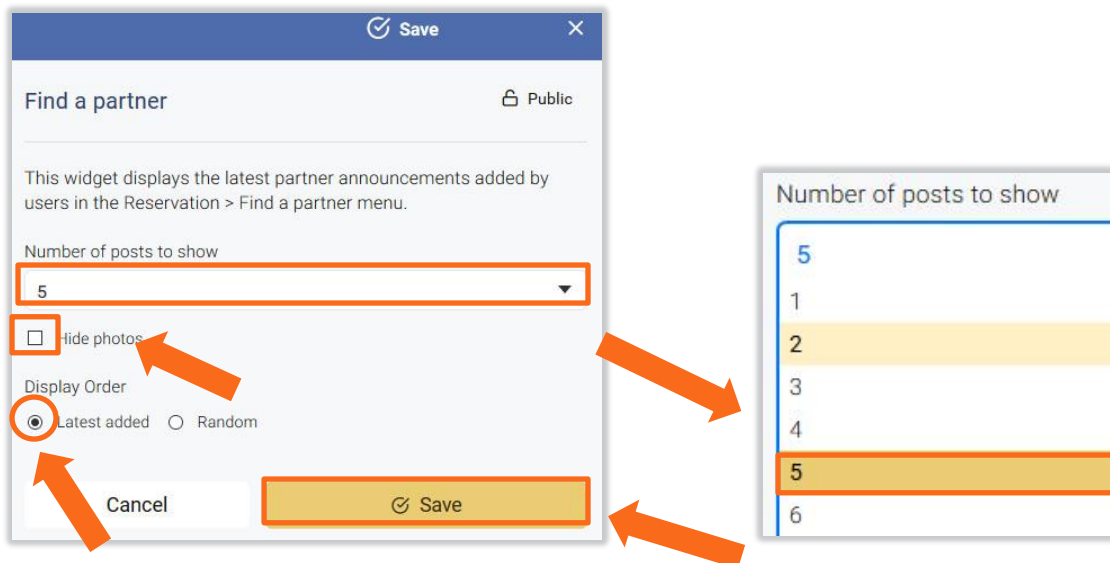 Save
Find a partner
Public
This widget displays the latest partner announcements added by
users in the Reservation > Find a partner menu.
Number of posts to show
5
Hide photos
Display Order
Latest added
Random
Cancel
Save
Number of posts to show
5
1
2
3
4
5
6